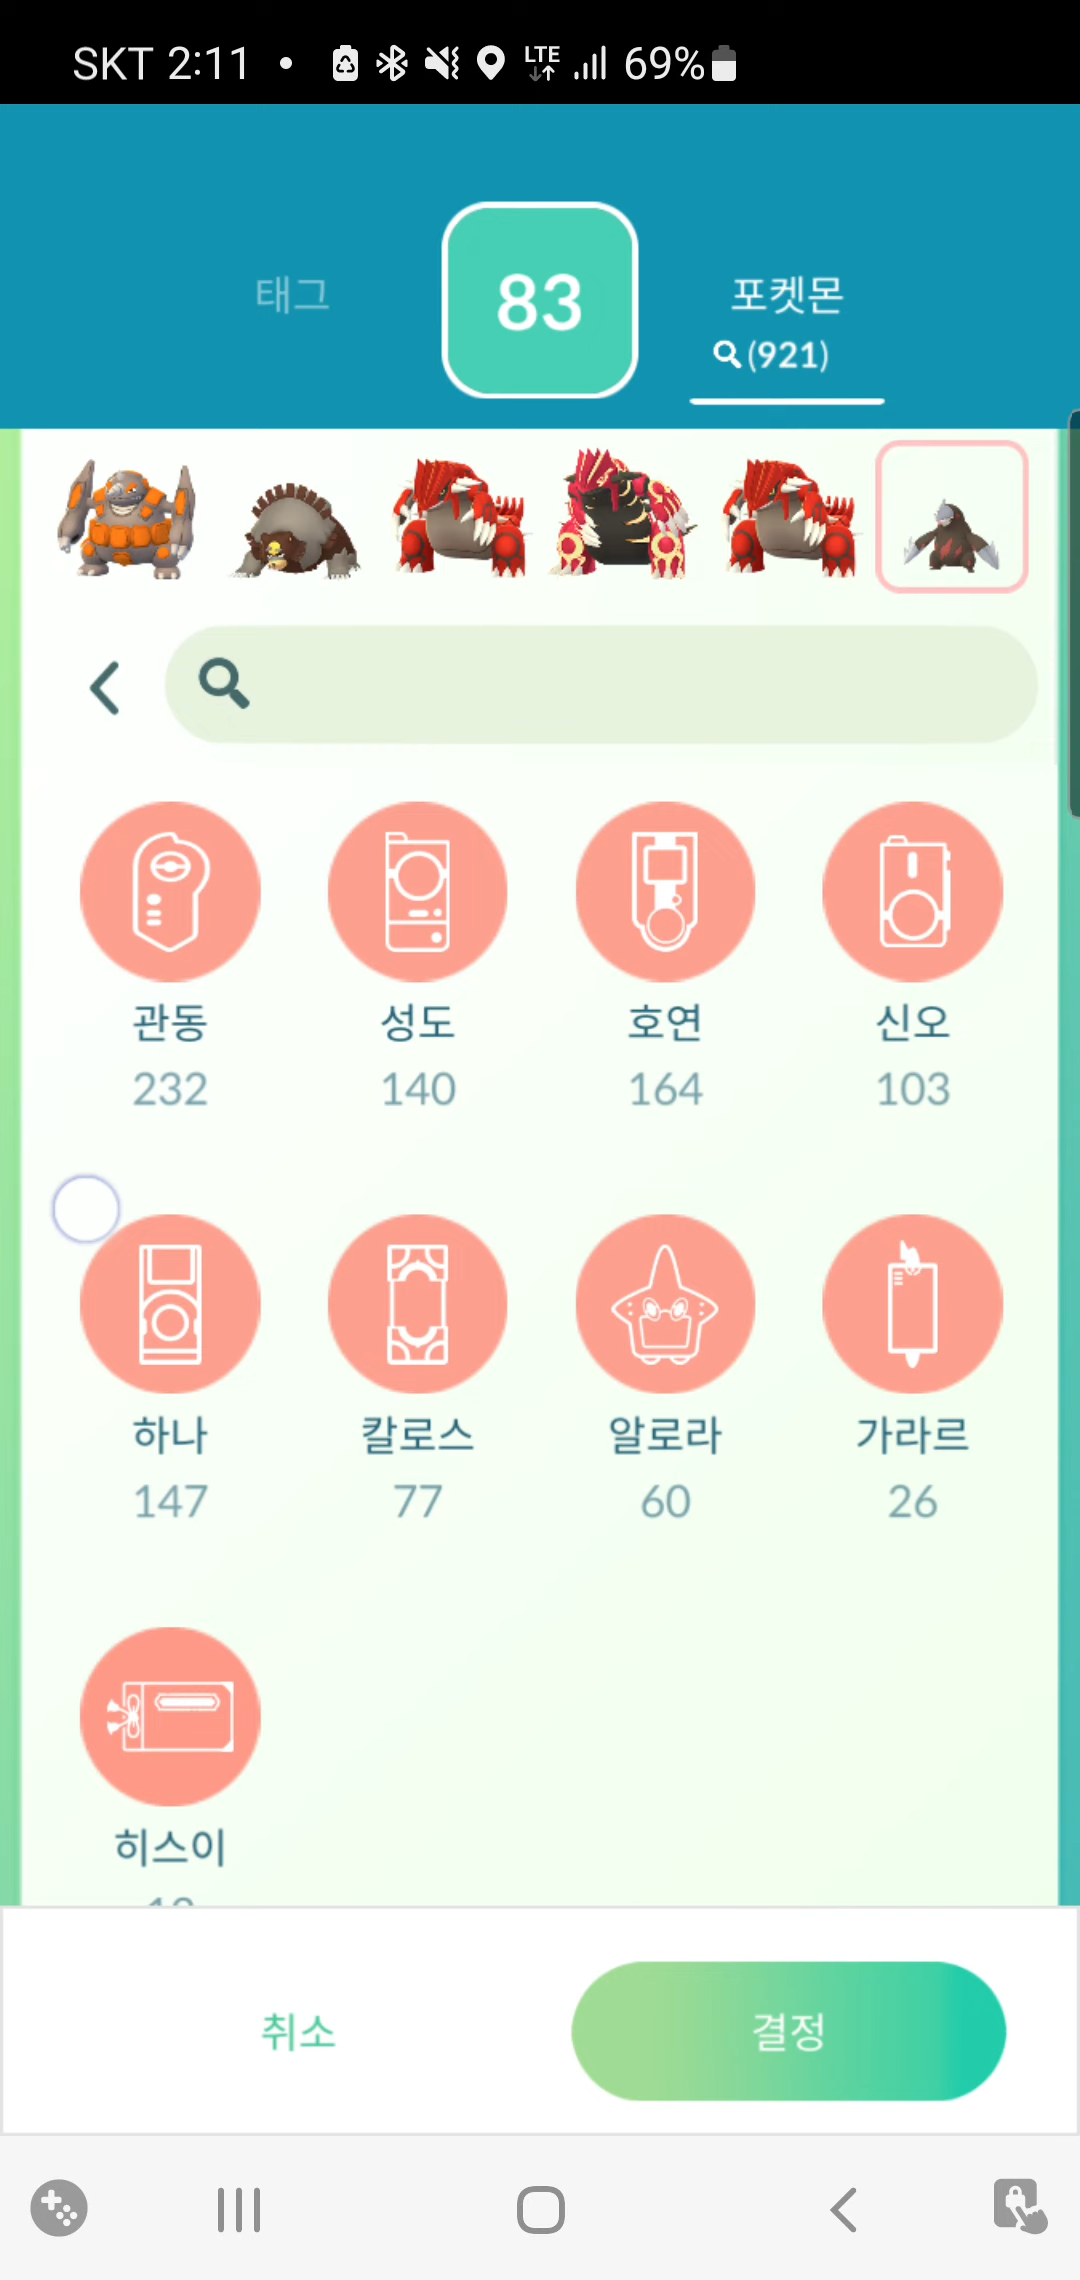 SKT 2:11 • LTE 69%
83
태그
포켓몬
(921)
관동 성도 호연 신오
232 140 164 103
하나 칼로스 알로라 가라르
147 77 60 26
히스이
취소 결정